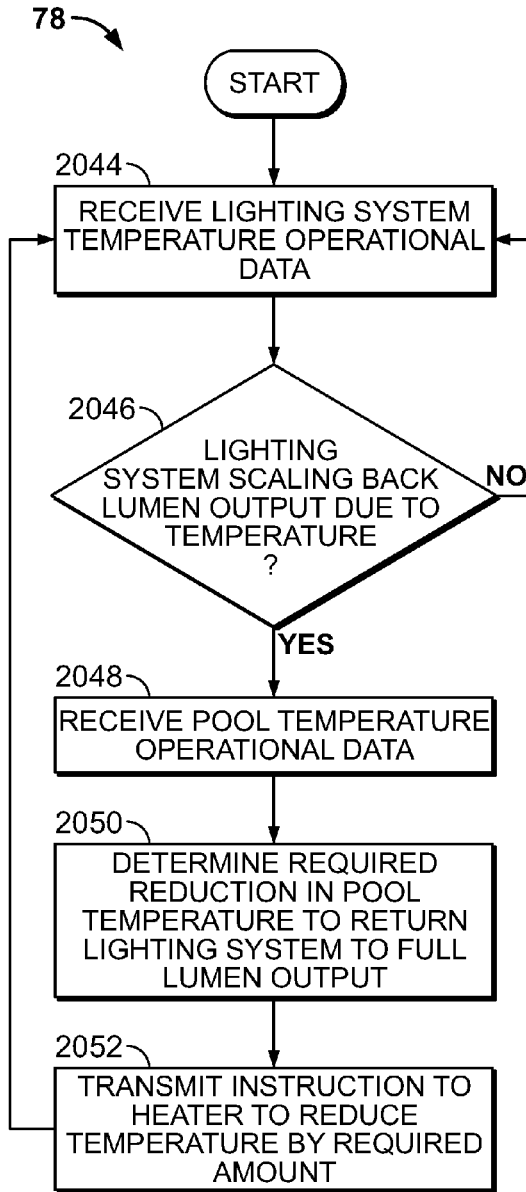 78
START
2044
RECEIVE LIGHTING SYSTEM
TEMPERATURE OPERATIONAL
DATA
2046
LIGHTING
SYSTEM SCALING BACK
LUMEN OUTPUT DUE TO
TEMPERATURE
?
NO
YES
2048
RECEIVE POOL TEMPERATURE
OPERATIONAL DATA
2050
DETERMINE REQUIRED
REDUCTION IN POOL
TEMPERATURE TO RETURN
LIGHTING SYSTEM TO FULL
LUMEN OUTPUT
2052
TRANSMIT INSTRUCTION TO
HEATER TO REDUCE
TEMPERATURE BY REQUIRED
AMOUNT